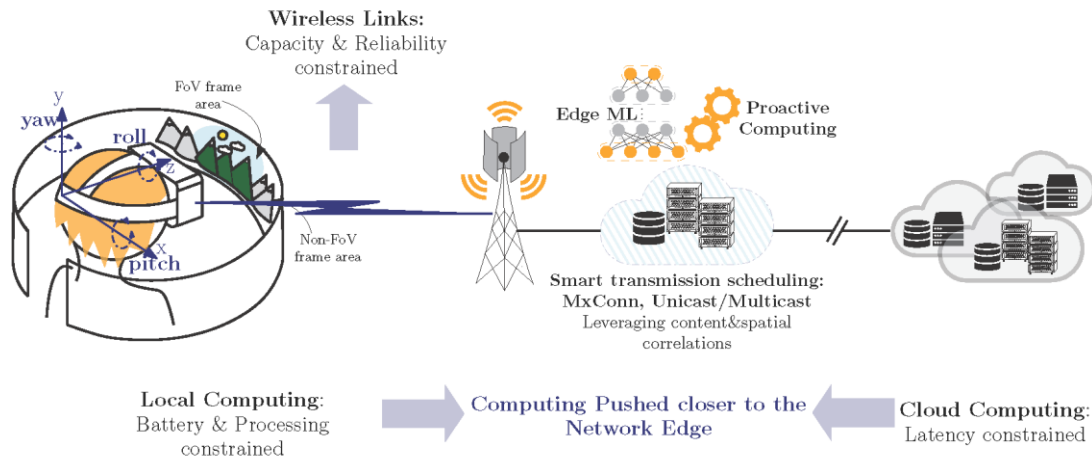 Wireless Links:
Capacity & Reliability
constrained
FoV frame
area
y
yaw
roll
z
x
pitch
Non-FoV
frame area
Edge ML
Proactive
Computing
Smart transmission scheduling:
MxConn, Unicast/Multicast
Leveraging content&spatial
correlations
Local Computing:
Battery & Processing
constrained
Computing Pushed closer to the
Network Edge
Cloud Computing:
Latency constrained